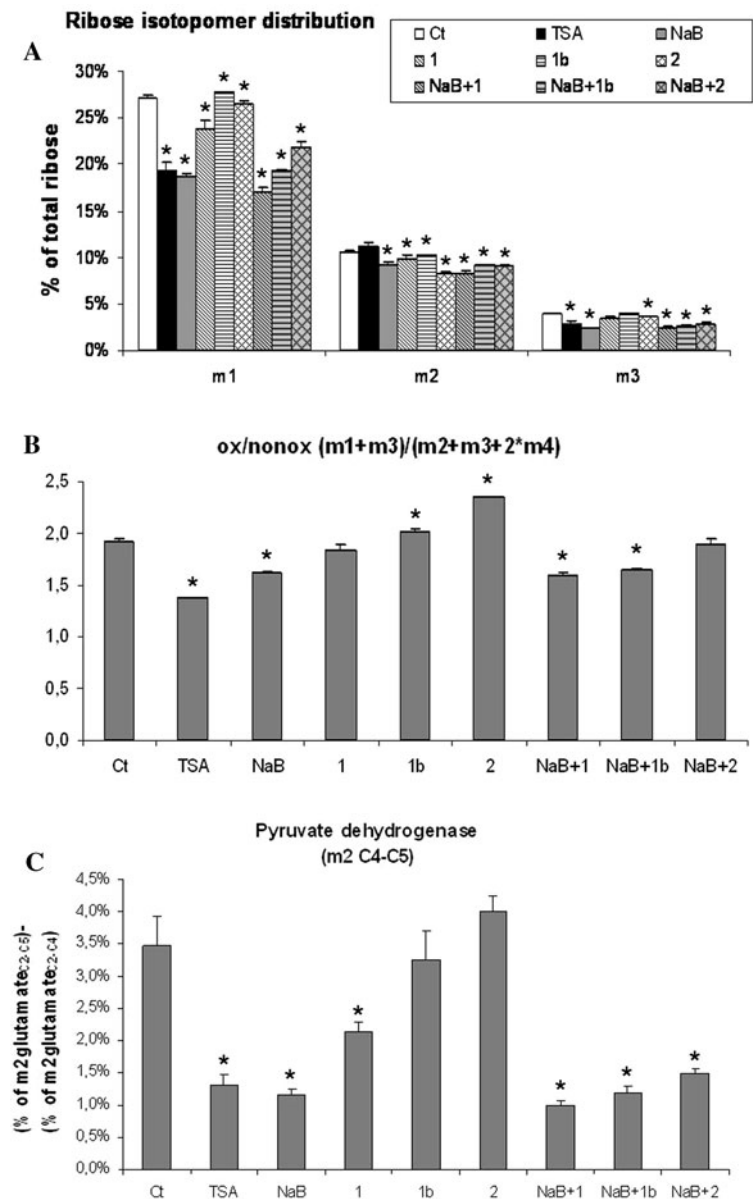 Ribose isotopomer distribution
Ct TSA NaB
1 1b 2
NaB+1 NaB+1b NaB+2
A
% of total ribose
30%
25%
20%
15%
10%
5%
0%
* * * * * * * *
* * * * * * *
* * * * * *
m1 m2 m3
B
ox/nonox (m1+m3)/(m2+m3+2*m4)
2,5
2,0
1,5
1,0
0,5
0,0
* * * * * *
Ct TSA NaB 1 1b 2 NaB+1 NaB+1b NaB+2
C
Pyruvate dehydrogenase
(m2 C4-C5)
(% of m2glutamateC2-C5)-
(% of m2glutamateC2-C4)
4,5%
4,0%
3,5%
3,0%
2,5%
2,0%
1,5%
1,0%
0,5%
0,0%
* * * * * *
Ct TSA NaB 1 1b 2 NaB+1 NaB+1b NaB+2